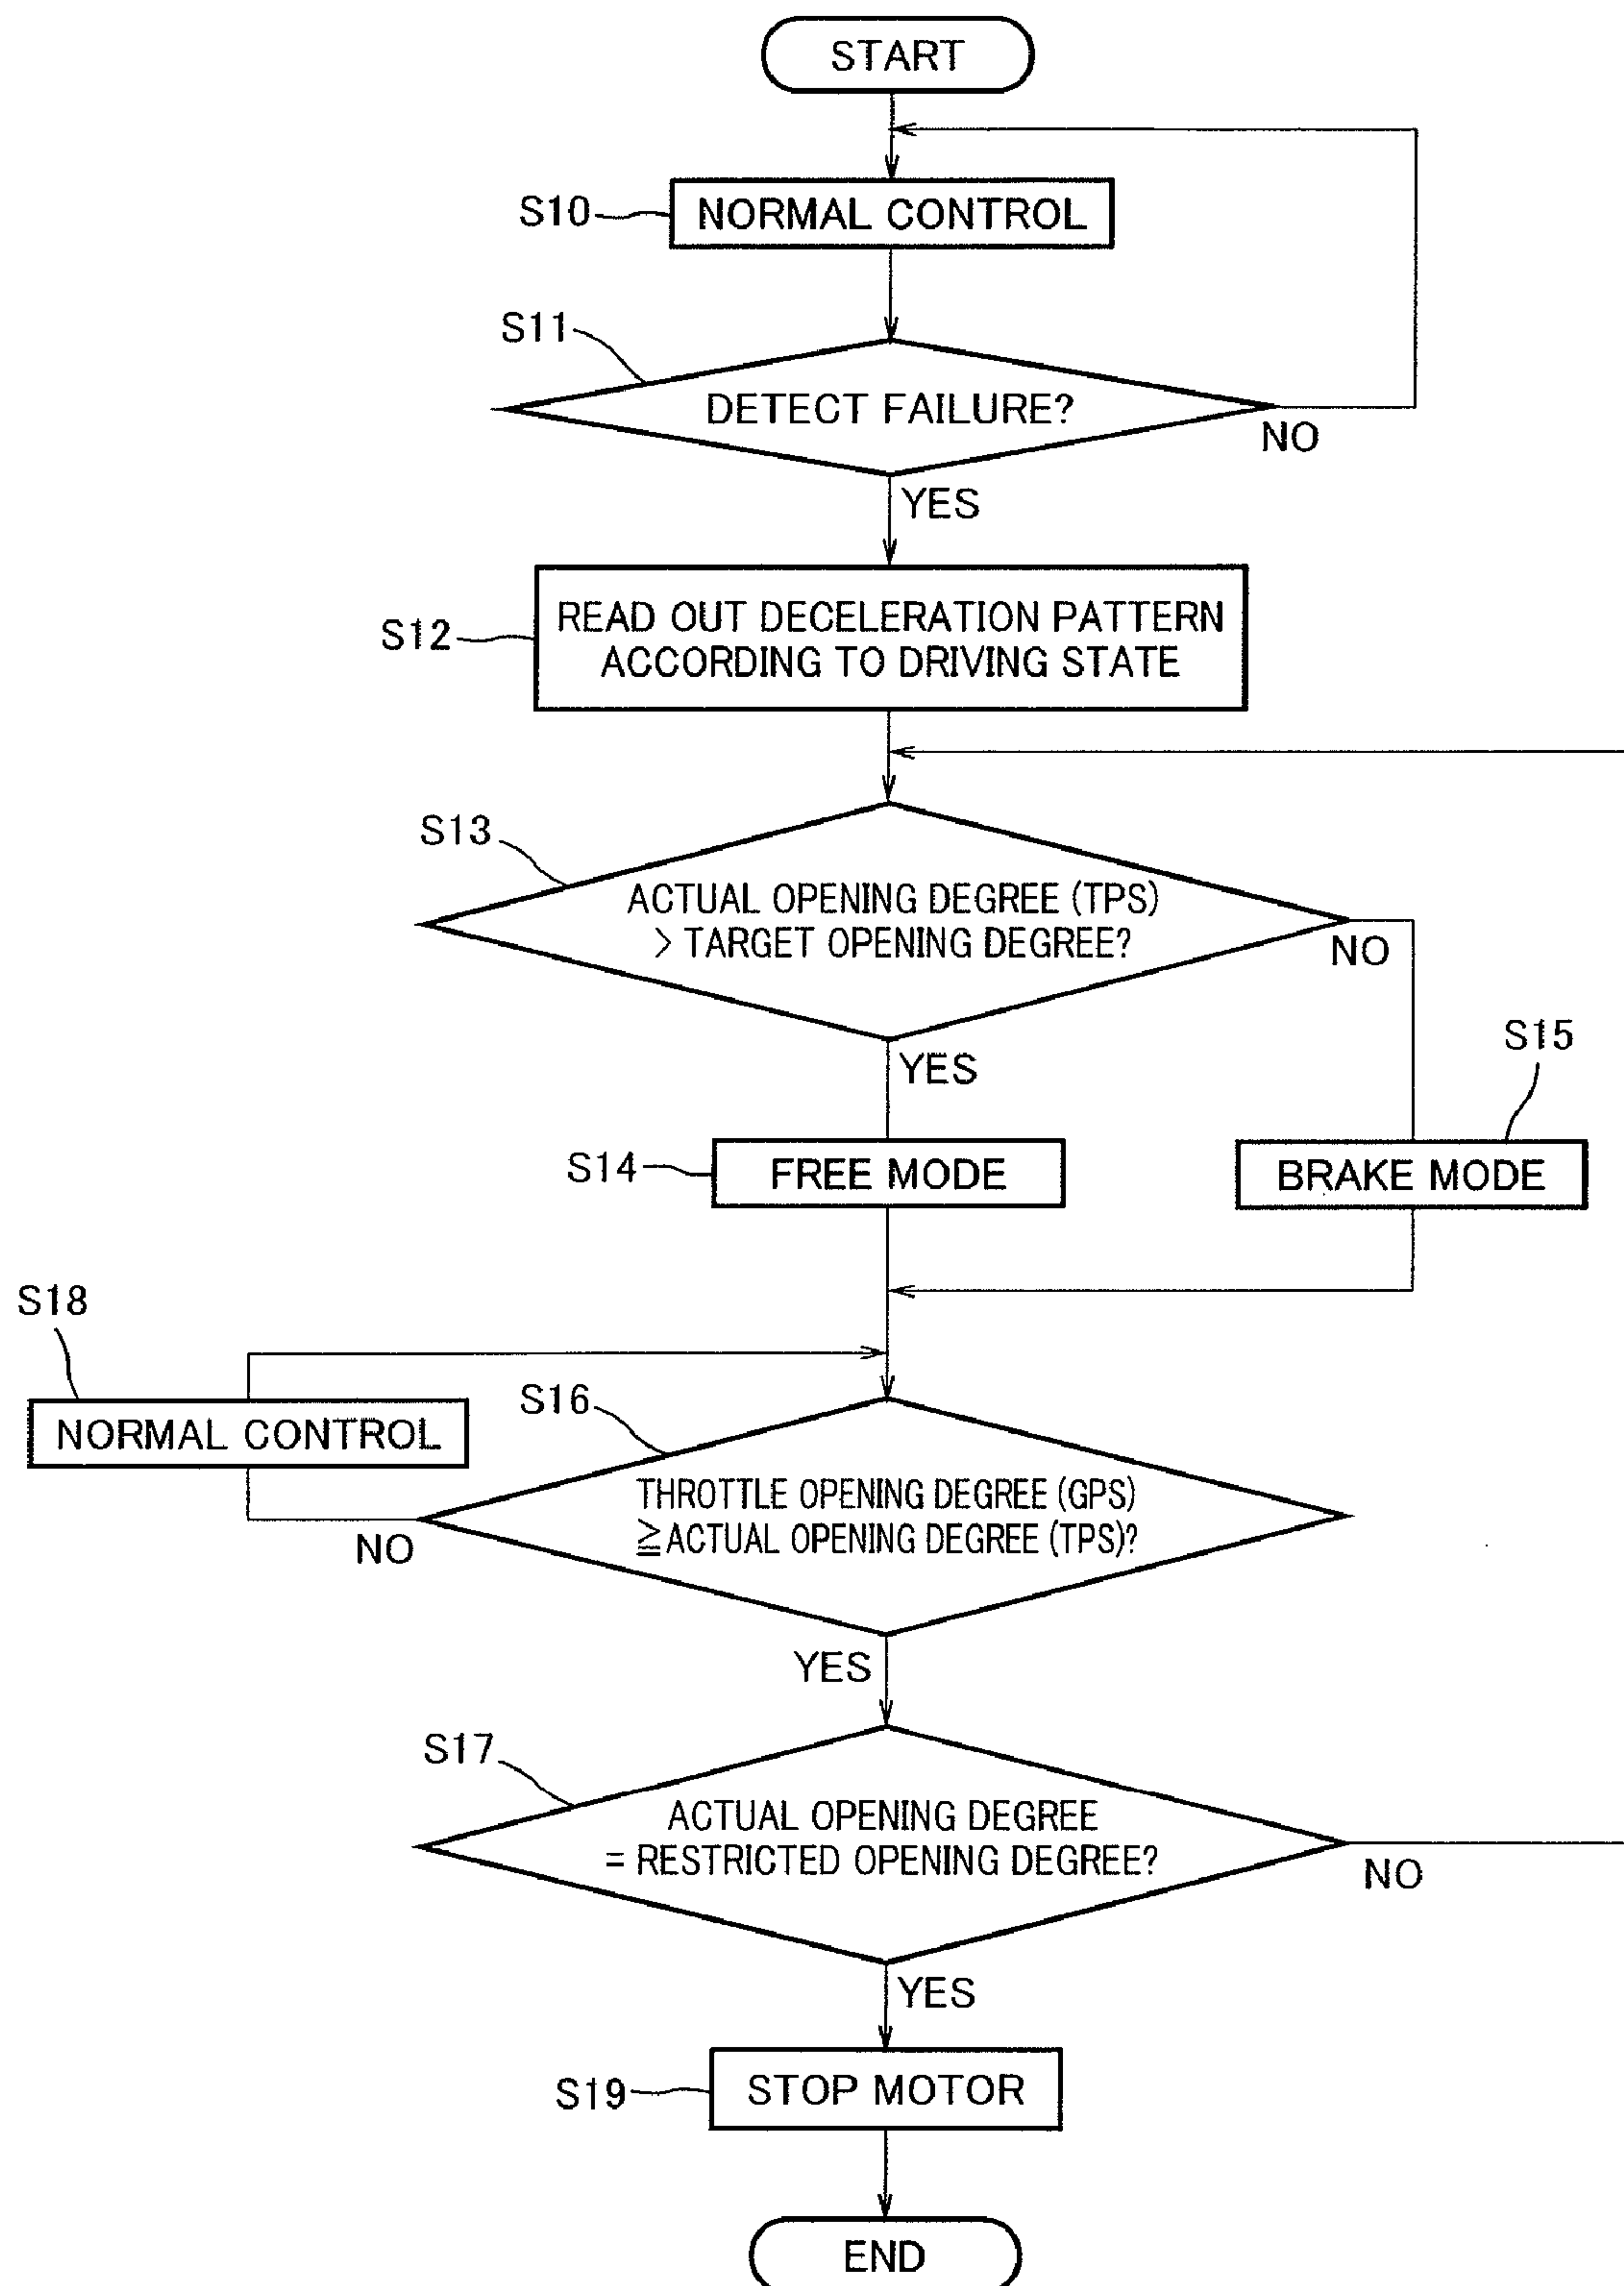 START
S10
NORMAL CONTROL
S11
DETECT FAILURE?
NO
YES
S12
READ OUT DECELERATION PATTERN
ACCORDING TO DRIVING STATE
S13
ACTUAL OPENING DEGREE (TPS)
> TARGET OPENING DEGREE?
NO
YES
S15
S14
FREE MODE
BRAKE MODE
S18
NORMAL CONTROL
S16
THROTTLE OPENING DEGREE (GPS)
≧ACTUAL OPENING DEGREE (TPS)?
NO
YES
S17
ACTUAL OPENING DEGREE
= RESTRICTED OPENING DEGREE?
NO
YES
S19
STOP MOTOR
END